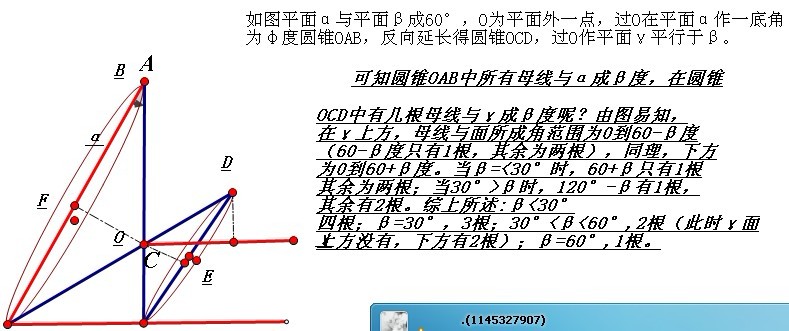 如图平面α与平面β成60°，O为平面外一点，过O在平面α作一底角
为φ度圆锥OAB，反向延长得圆锥OCD，过O作平面γ平行于β。
可知圆锥OAB中所有母线与α成β度，在圆锥
OCD中有几根母线与γ成β度呢？由图易知，
在γ上方，母线与面所成角范围为0到60-β度
（60-β度只有1根，其余为两根），同理，下方
为0到60+β度。当β=<30°时，60+β只有1根
其余为两根；当30°>β时，120°-β有1根，
其余有2根。综上所述:β<30°
四根；β=30°，3根；30°<β<60°,2根（此时γ面
上方没有，下方有2根）；β=60°,1根。
B
A
α
D
F
O
C
E
.(1145327907)